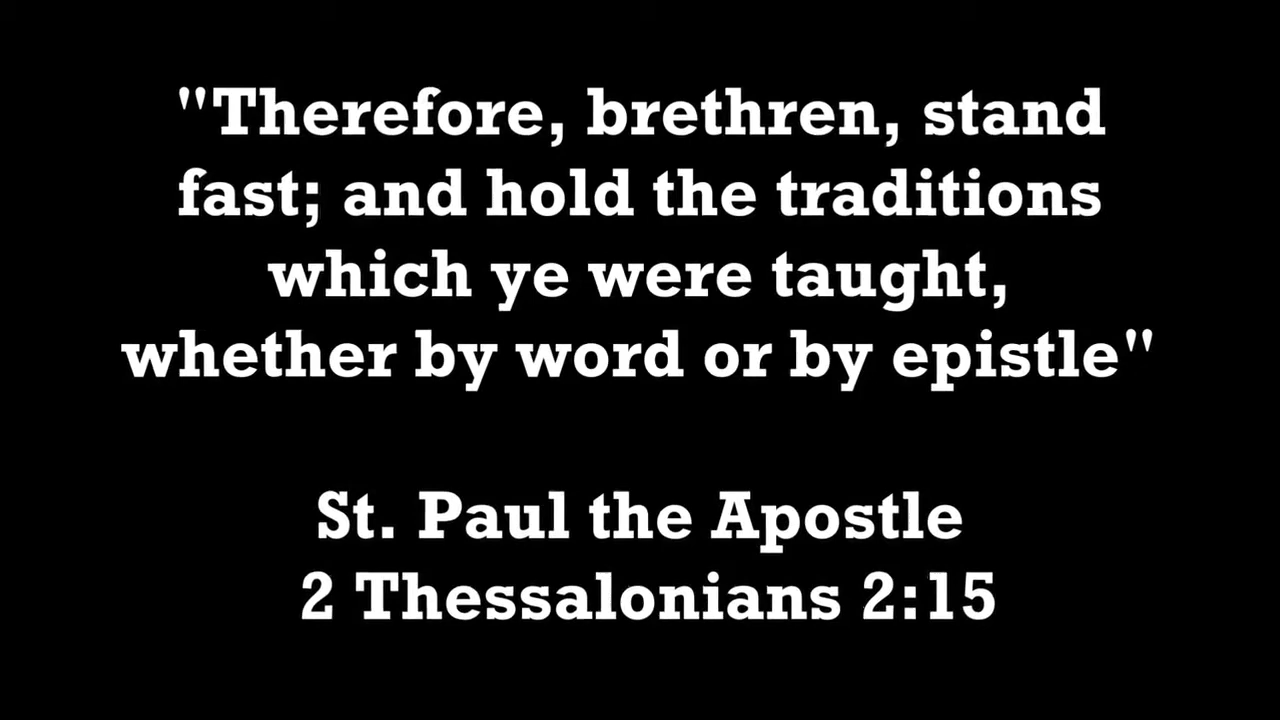 "Therefore, brethren, stand
fast; and hold the traditions
which ye were taught,
whether by word or by epistle"
St. Paul the Apostle
2 Thessalonians 2:15